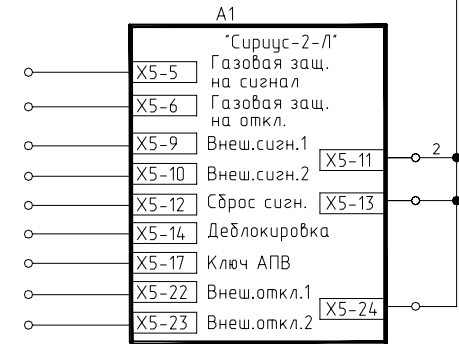 А1
"Сириус-2-Л"
X5-5 Газовая защ.
на сигнал
X5-6 Газовая защ.
на откл.
X5-9 Внеш.сигн.1
X5-11 2
X5-10 Внеш.сигн.2
X5-12 Сброс сигн. X5-13
X5-14 Деблокировка
X5-17 Ключ АПВ
X5-22 Внеш.откл.1
X5-24
X5-23 Внеш.откл.2